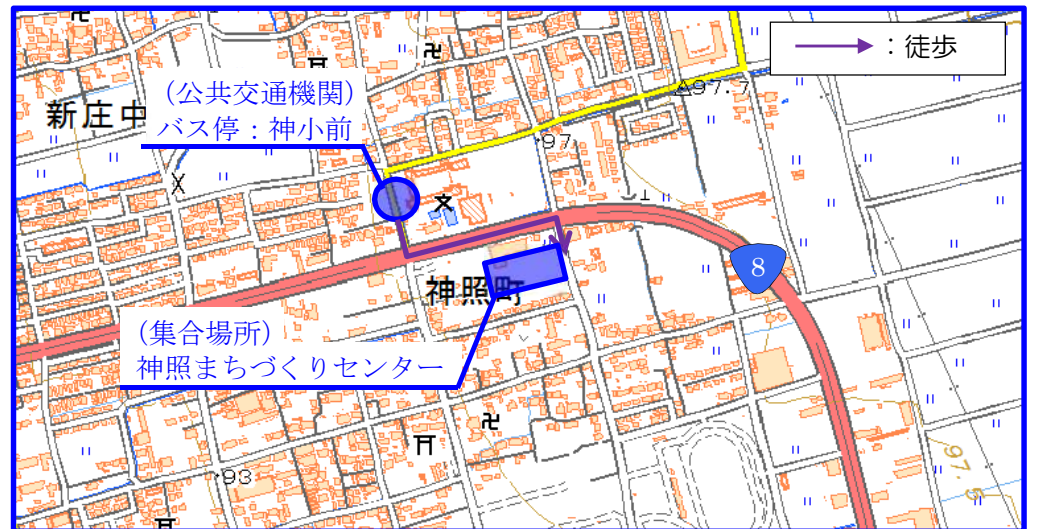 ：徒歩
97.7
新庄中
（公共交通機関）
バス停：神小前
97
8
神照町
（集合場所）
神照まちづくりセンター
93
97.5